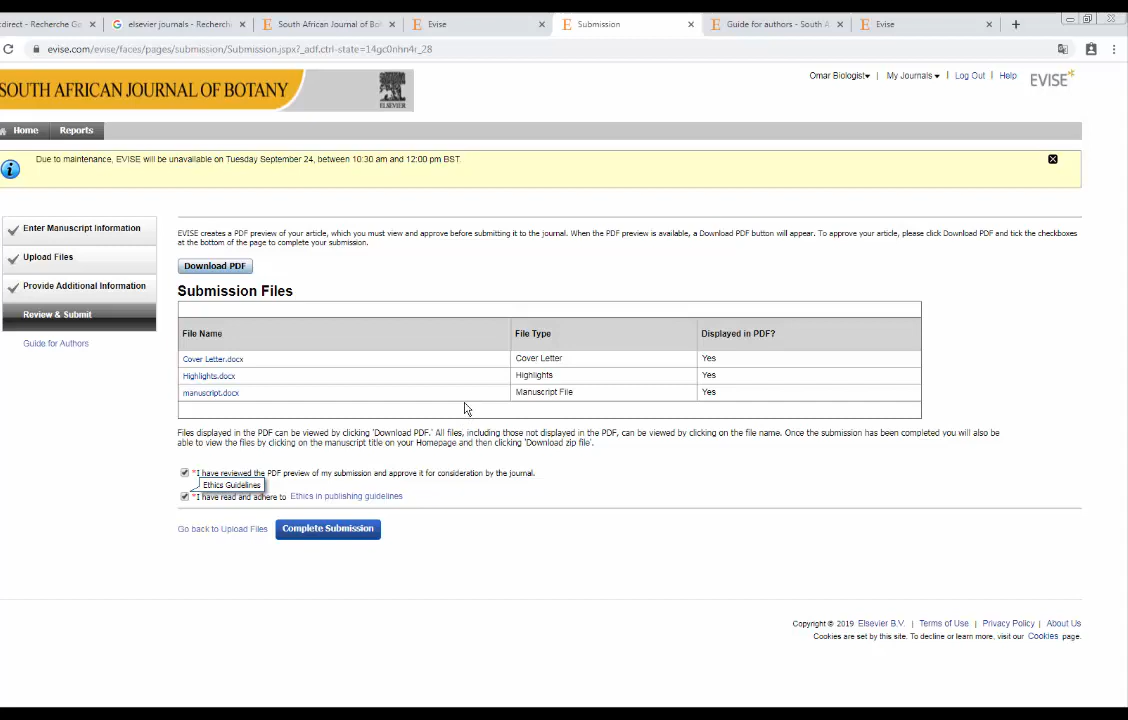 direct - Recherche Go
elsevier journals - Recherche
South African Journal of Bot
Evise
Submission
Guide for authors - South A
Evise
evise.com/evise/faces/pages/submission/Submission.jspx?_adf.ctrl-state=14gc0nhn4r_28
SOUTH AFRICAN JOURNAL OF BOTANY
ELSEVIER
Omar Biologist | My Journals | Log Out | Help
EVISE
Home Reports
Due to maintenance, EVISE will be unavailable on Tuesday September 24, between 10:30 am and 12:00 pm BST.
Enter Manuscript Information
Upload Files
Provide Additional Information
Review & Submit
Guide for Authors
EVISE creates a PDF preview of your article, which you must view and approve before submitting it to the journal. When the PDF preview is available, a Download PDF button will appear. To approve your article, please click Download PDF and tick the checkboxes
at the bottom of the page to complete your submission.
Download PDF
Submission Files
File Name File Type Displayed in PDF?
Cover Letter.docx Cover Letter Yes
Highlights.docx Highlights Yes
manuscript.docx Manuscript File Yes
Files displayed in the PDF can be viewed by clicking 'Download PDF.' All files, including those not displayed in the PDF, can be viewed by clicking on the file name. Once the submission has been completed you will also be
able to view the files by clicking on the manuscript title on your Homepage and then clicking 'Download zip file'.
*I have reviewed the PDF preview of my submission and approve it for consideration by the journal.
Ethics Guidelines
*I have read and adhere to Ethics in publishing guidelines
Go back to Upload Files Complete Submission
Copyright © 2019 Elsevier B.V. | Terms of Use | Privacy Policy | About Us
Cookies are set by this site. To decline or learn more, visit our Cookies page.